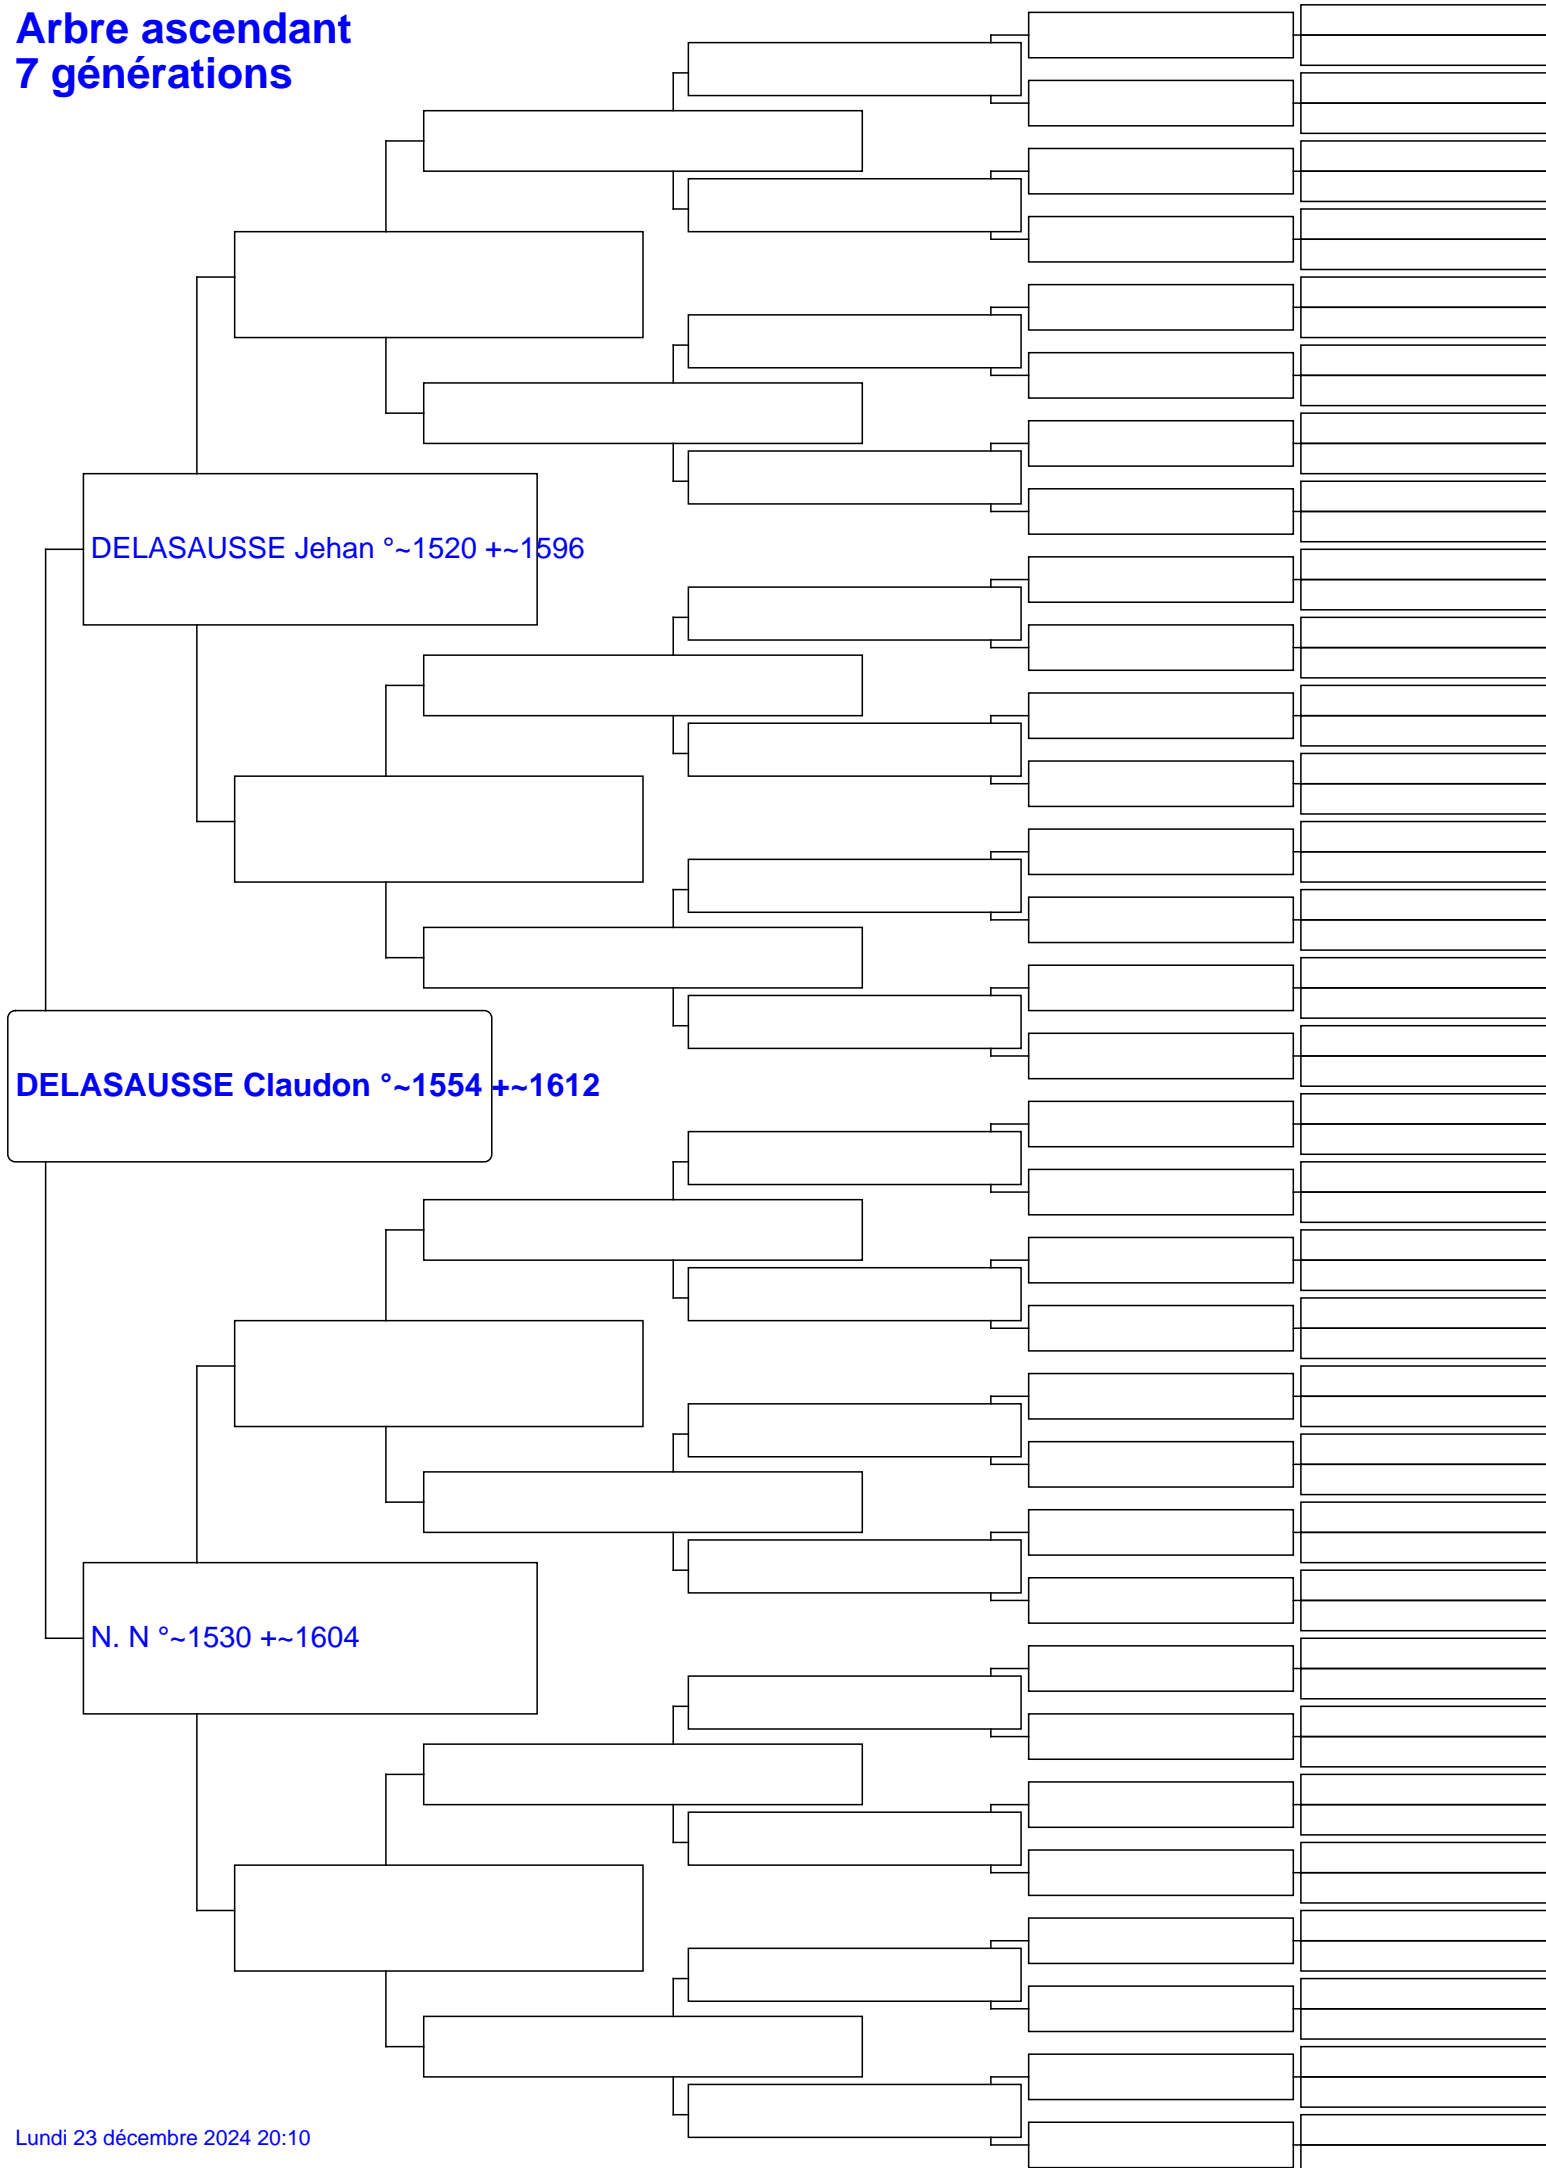 Arbre ascendant
7 générations
DELASAUSSE Jehan °~1520 +~1596
DELASAUSSE Claudon °~1554 +~1612
N. N °~1530 +~1604
Lundi 23 décembre 2024 20:10